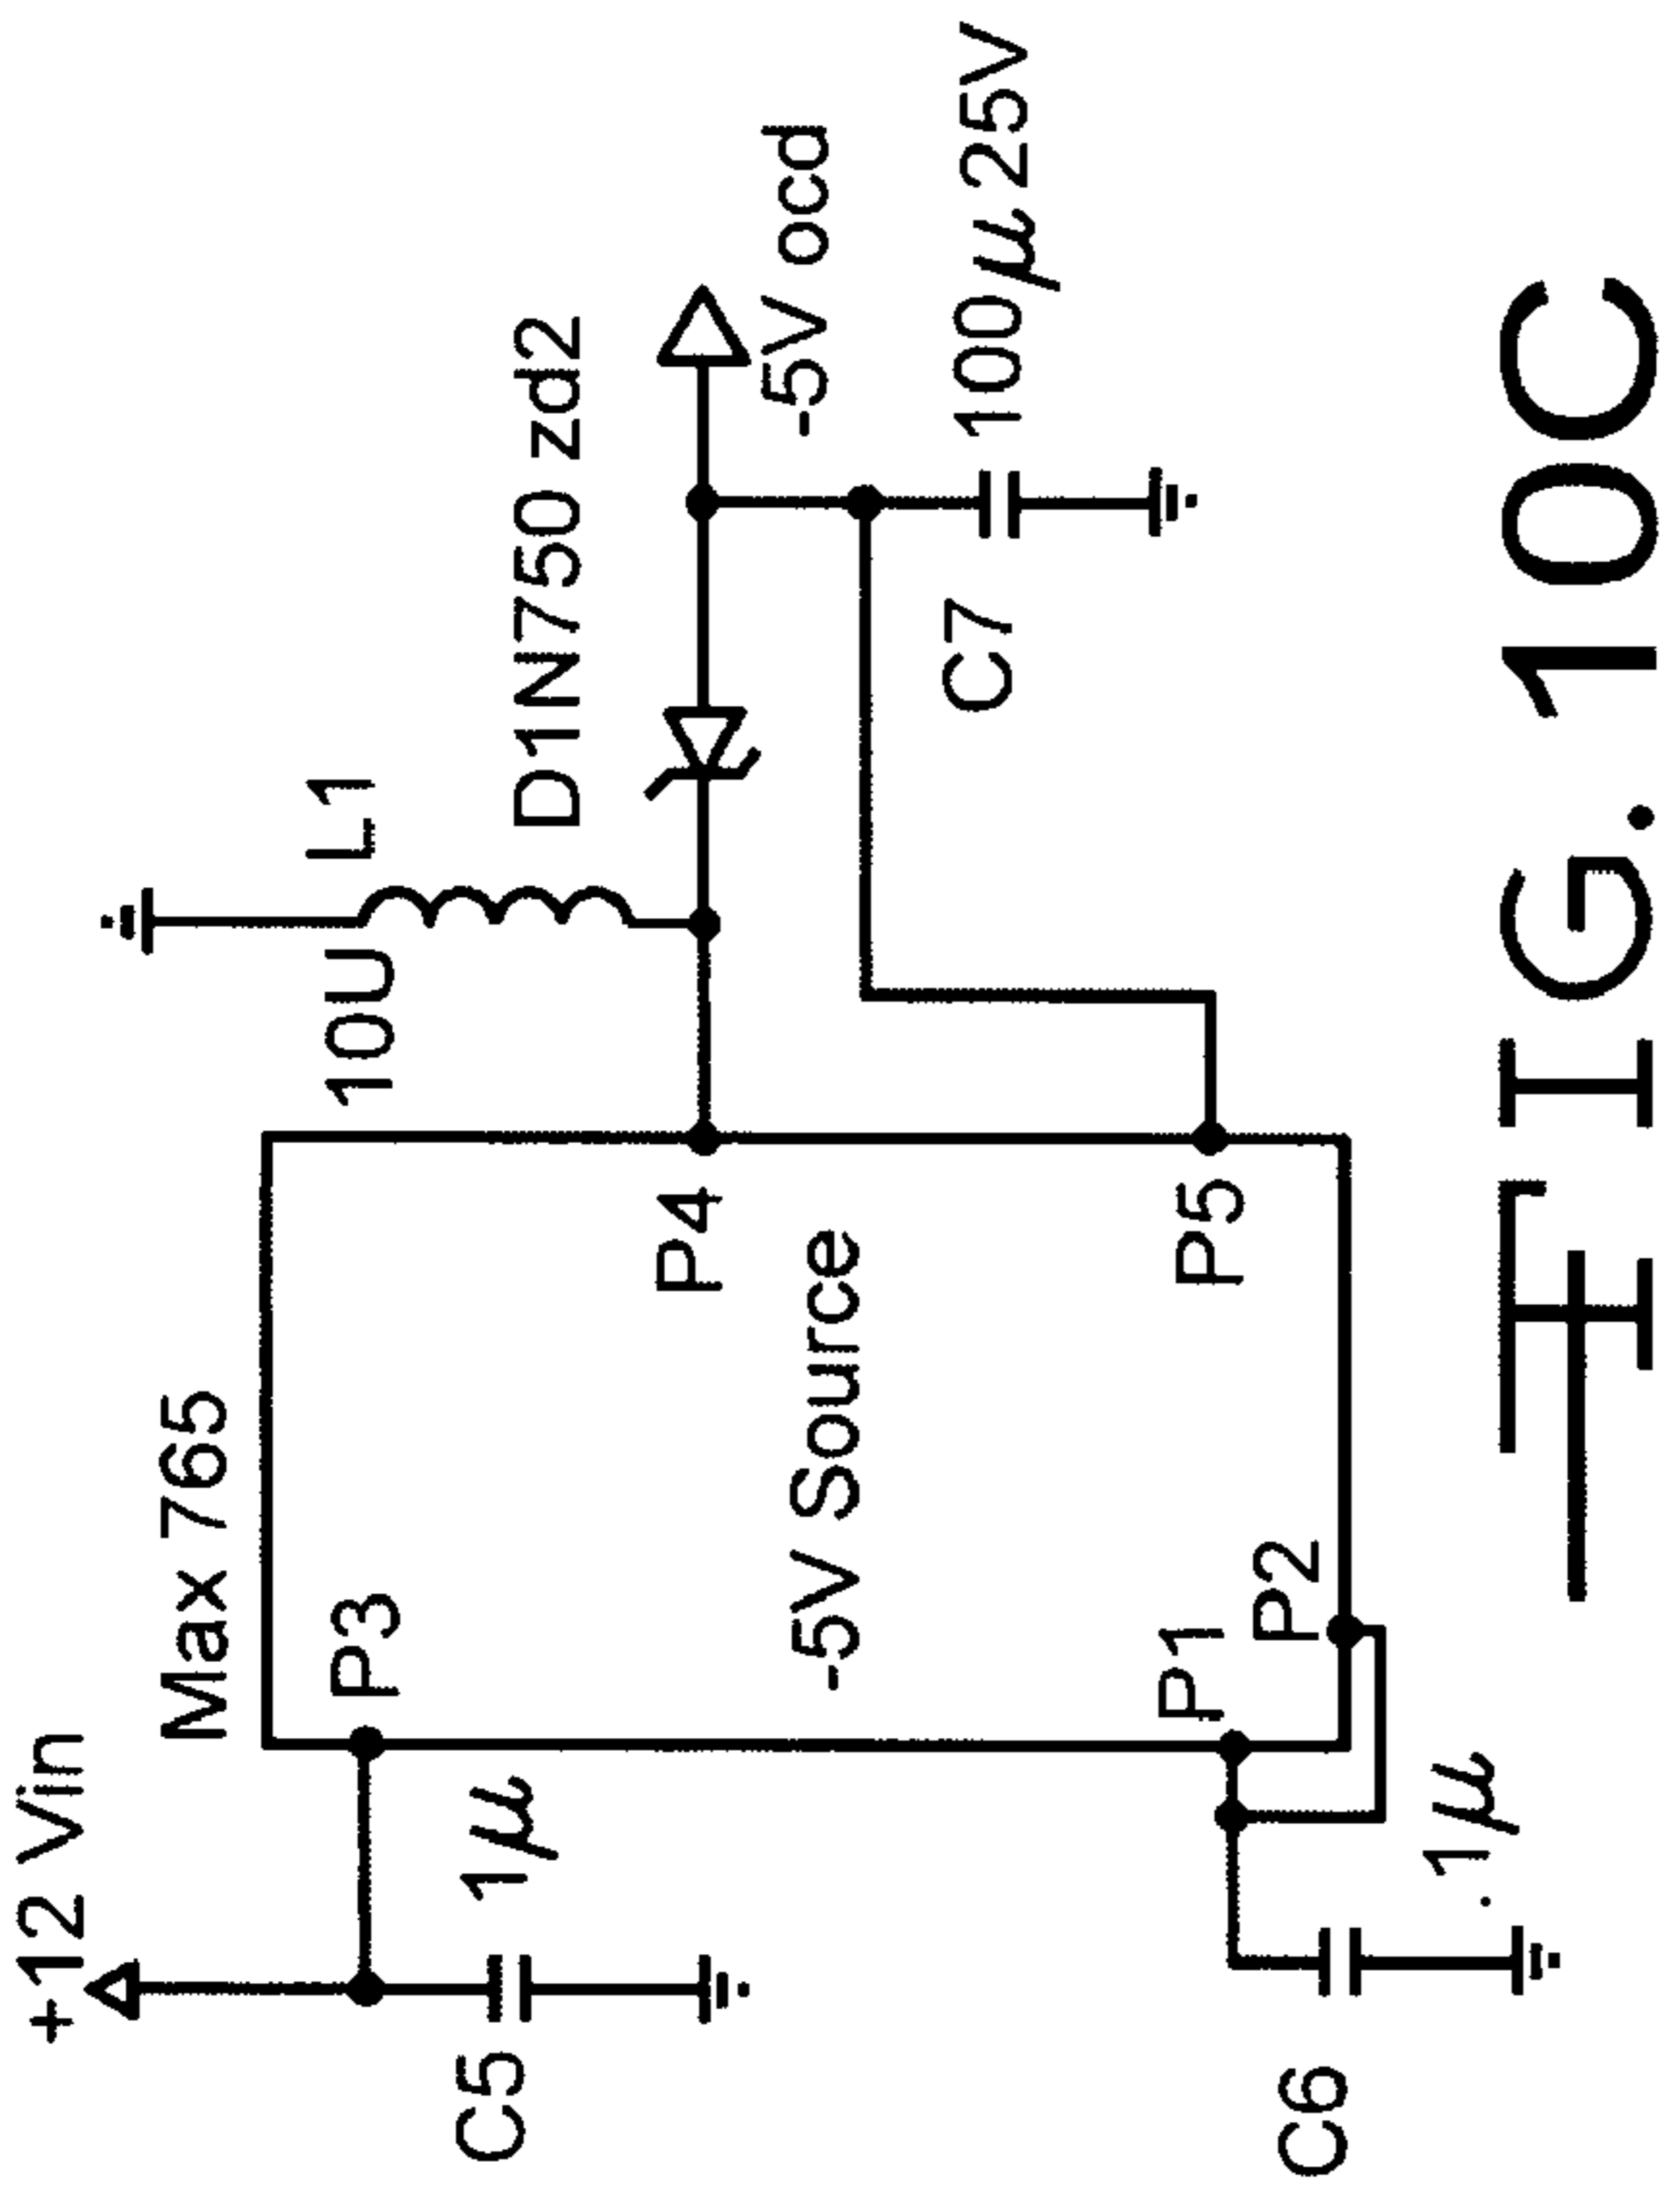 +12 Vin
Max 765
10U
L1
P3
D1N750 zd2
C5
1µ
P4
-5V ocd
-5V Source
C7
100µ 25V
P1
P5
P2
C6
.1µ
FIG. 10C